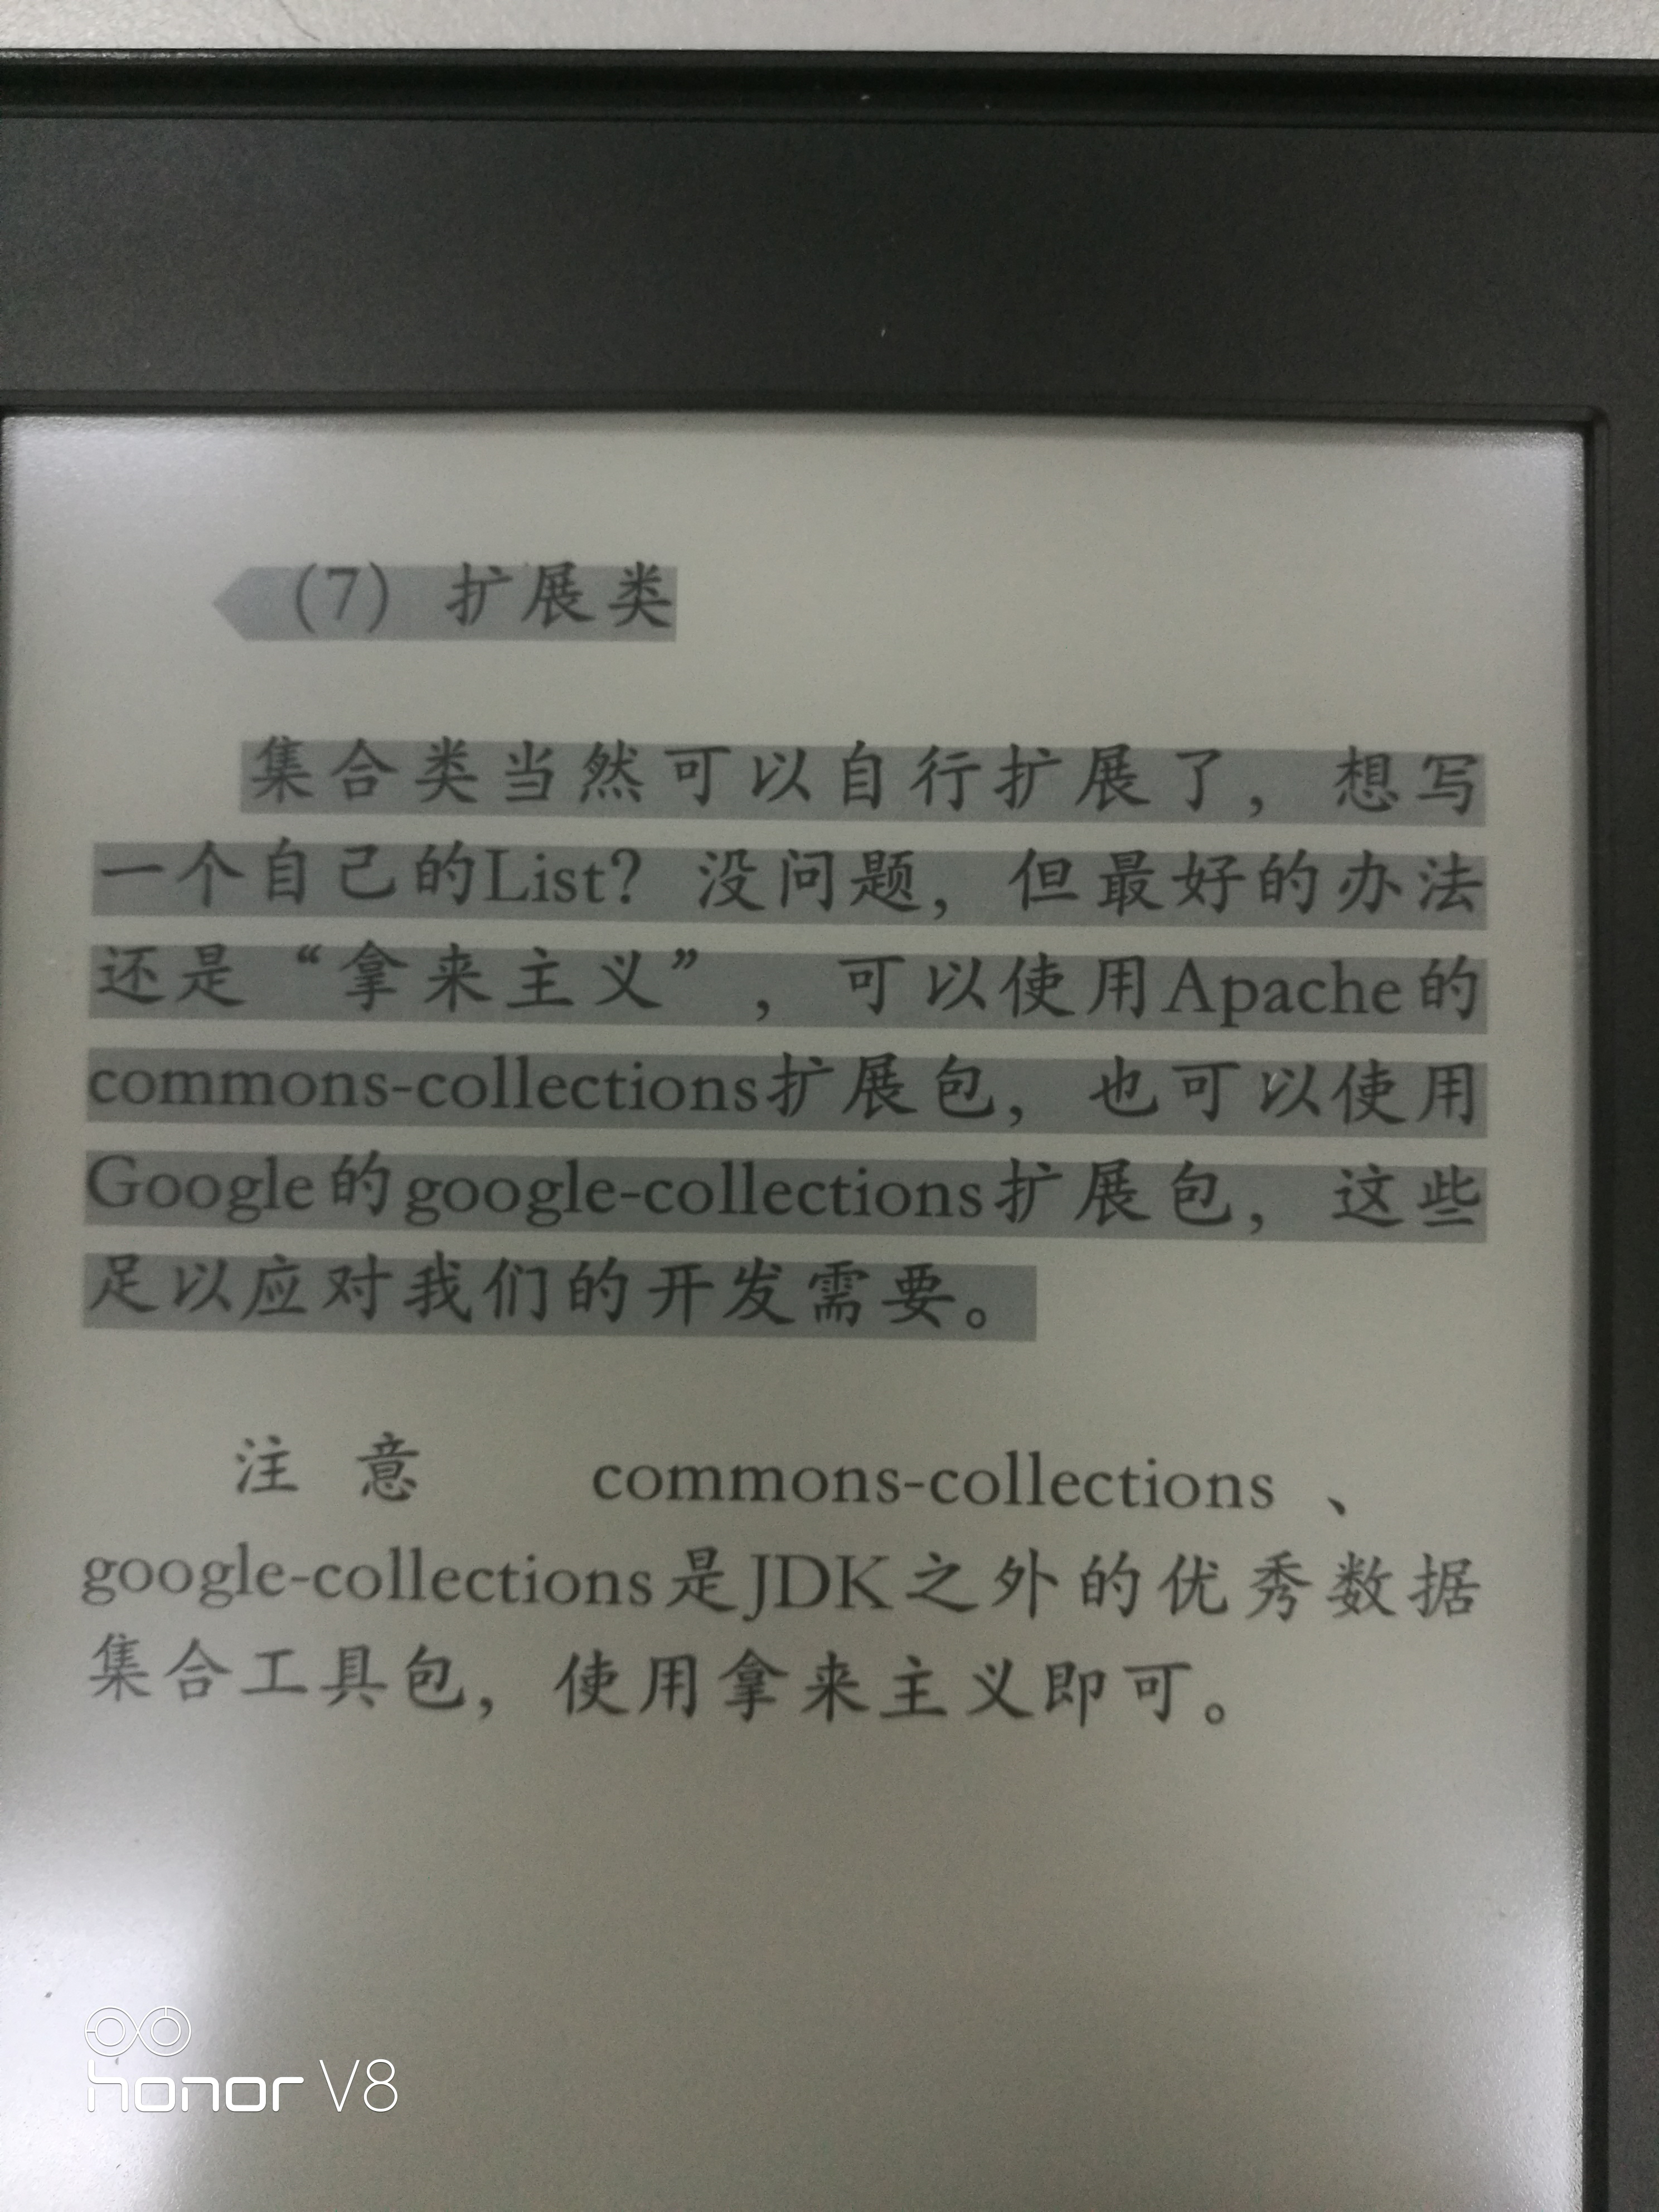 （7）扩展类
集合类当然可以自行扩展了，想写
一个自己的List？没问题，但最好的办法
还是“拿来主义”，可以使用Apache的
commons-collections扩展包，也可以使用
Google的google-collections扩展包，这些
足以应对我们的开发需要。
注意 commons-collections、
google-collections是JDK之外的优秀数据
集合工具包，使用拿来主义即可。
honor V8